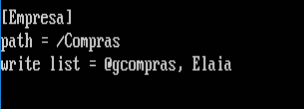 [Empresa]
path = /Compras
write list = @gcompras, Elaia